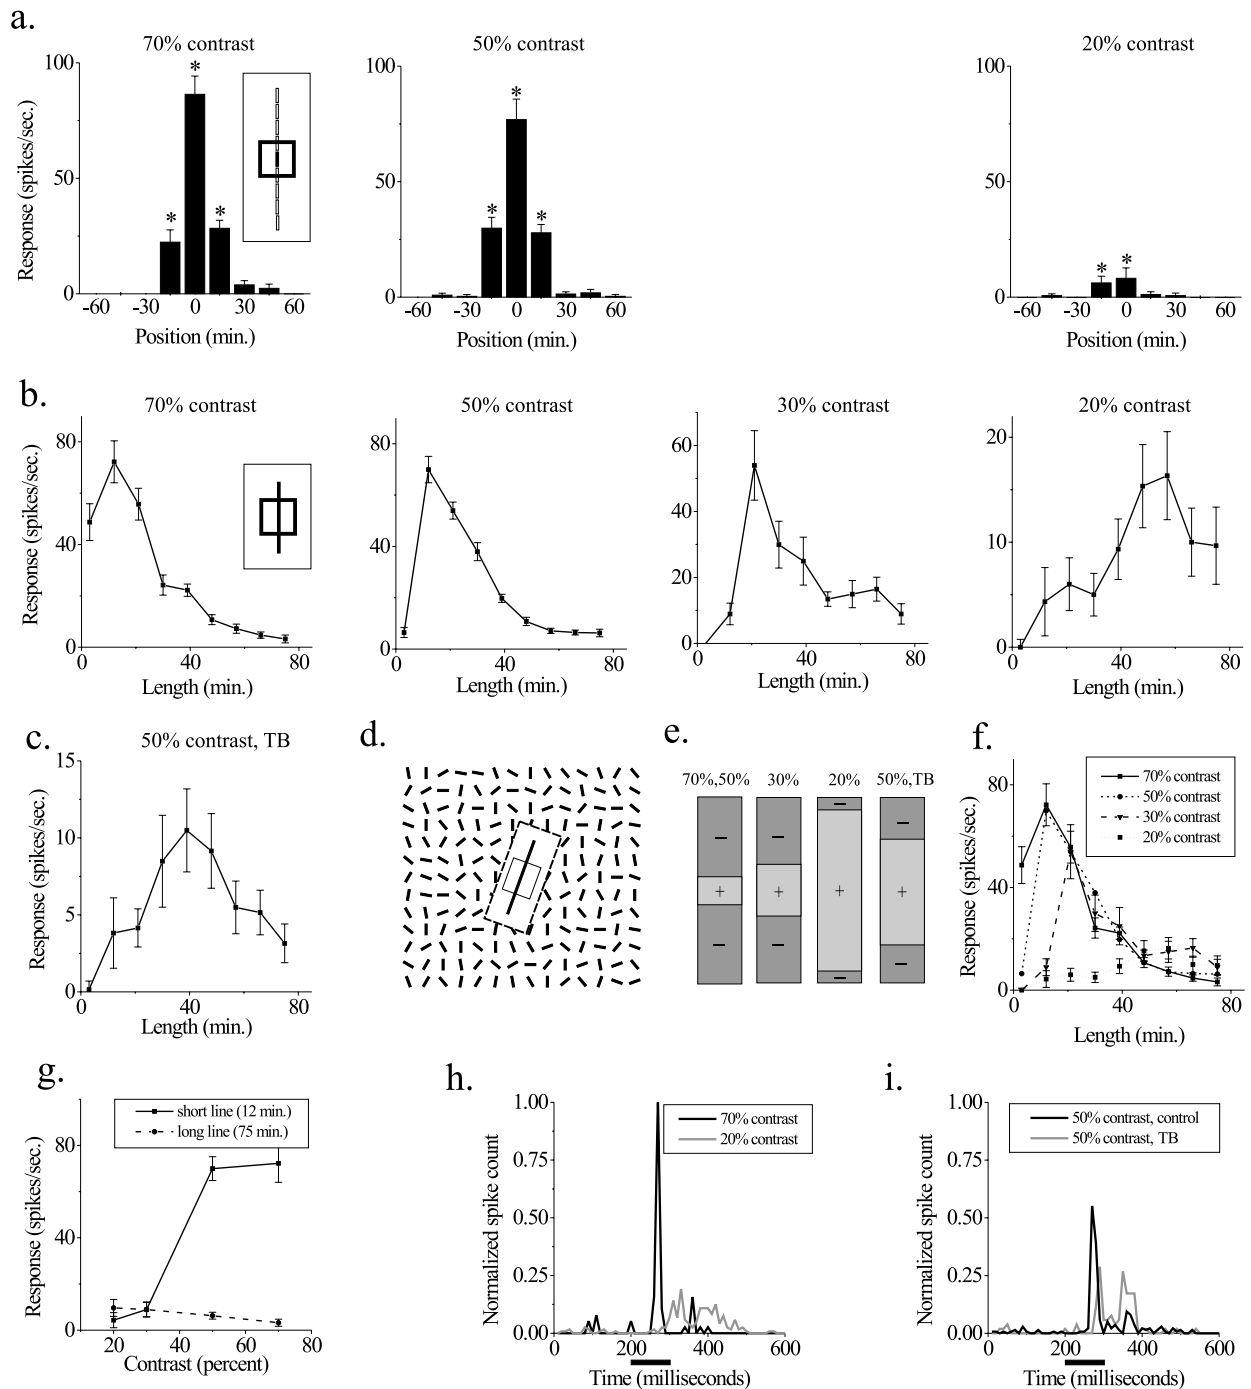 a.
70% contrast
50% contrast
20% contrast
Response (spikes/sec.)
100
50
0
-60 -30 0 30 60
Position (min.)
100
50
0
-60 -30 0 30 60
Position (min.)
100
50
0
-60 -30 0 30 60
Position (min.)
* * *
* * *
* *
b.
70% contrast
50% contrast
30% contrast
20% contrast
Response (spikes/sec.)
80
40
0
0 40 80
Length (min.)
80
40
0
0 40 80
Length (min.)
60
40
20
0
0 40 80
Length (min.)
20
10
0
0 40 80
Length (min.)
c.
50% contrast, TB
Response (spikes/sec.)
15
10
5
0
0 40 80
Length (min.)
d.
e.
70%,50% 30% 20% 50%,TB
− − − −
+ + + +
− − − −
f.
70% contrast
50% contrast
30% contrast
20% contrast
Response (spikes/sec.)
80
40
0
0 40 80
Length (min.)
g.
short line (12 min.)
long line (75 min.)
Response (spikes/sec.)
80
40
0
20 40 60 80
Contrast (percent)
h.
70% contrast
20% contrast
Normalized spike count
1.00
0.75
0.50
0.25
0.00
0 200 400 600
Time (milliseconds)
i.
50% contrast, control
50% contrast, TB
Normalized spike count
1.00
0.75
0.50
0.25
0.00
0 200 400 600
Time (milliseconds)